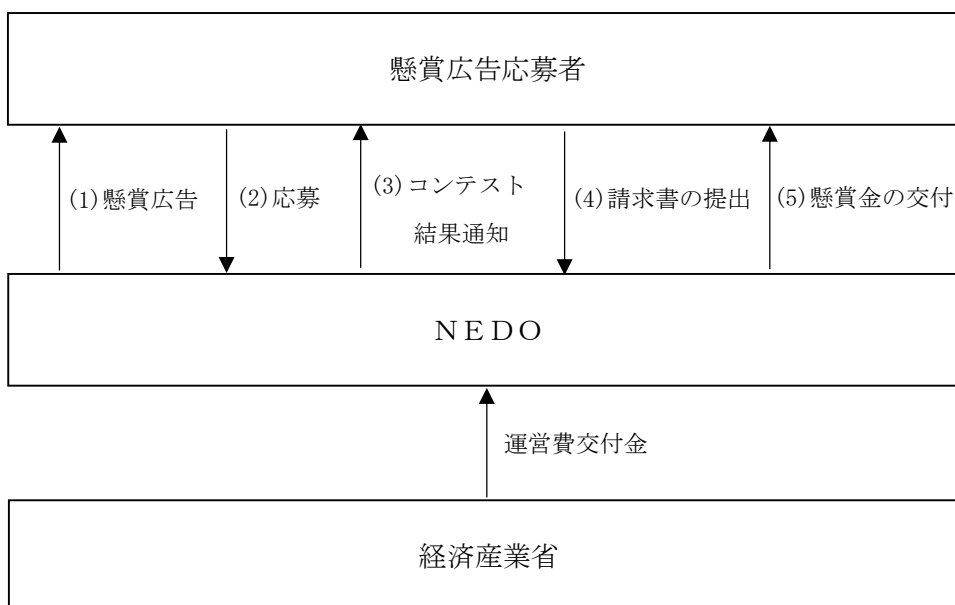 懸賞広告応募者
(1)懸賞広告
(2)応募
(3)コンテスト
結果通知
(4)請求書の提出
(5)懸賞金の交付
NEDO
運営費交付金
経済産業省